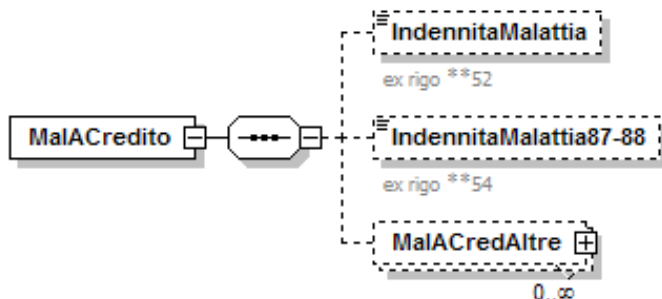 IndennitaMalattia
ex rigo **52
MalACredito
IndennitaMalattia87-88
ex rigo **54
MalACredAltre
0..∞